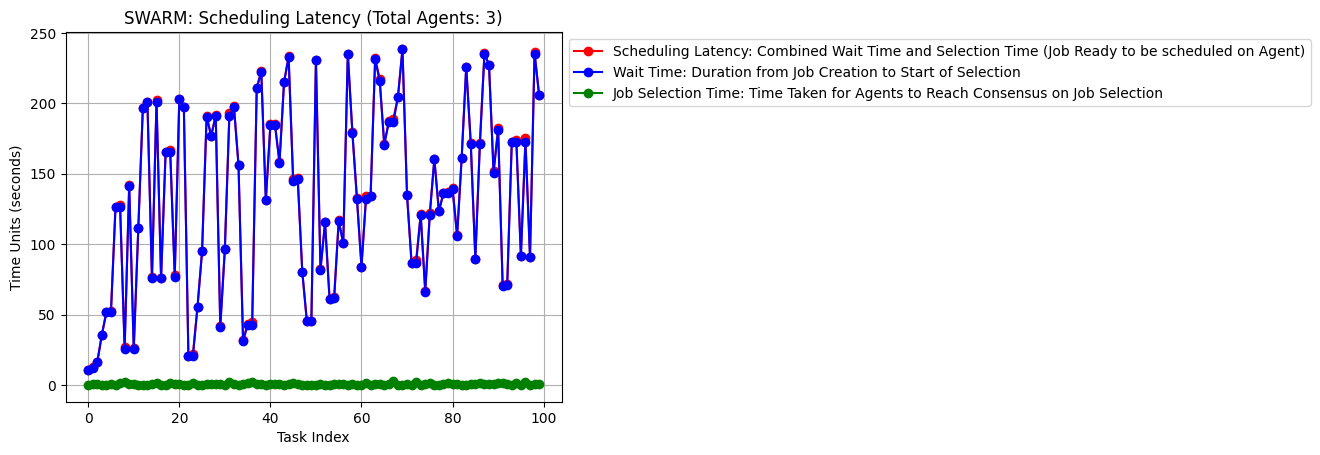 SWARM: Scheduling Latency (Total Agents: 3)
Scheduling Latency: Combined Wait Time and Selection Time (Job Ready to be scheduled on Agent)
Wait Time: Duration from Job Creation to Start of Selection
Job Selection Time: Time Taken for Agents to Reach Consensus on Job Selection
Time Units (seconds)
250
200
150
100
50
0
0 20 40 60 80 100
Task Index